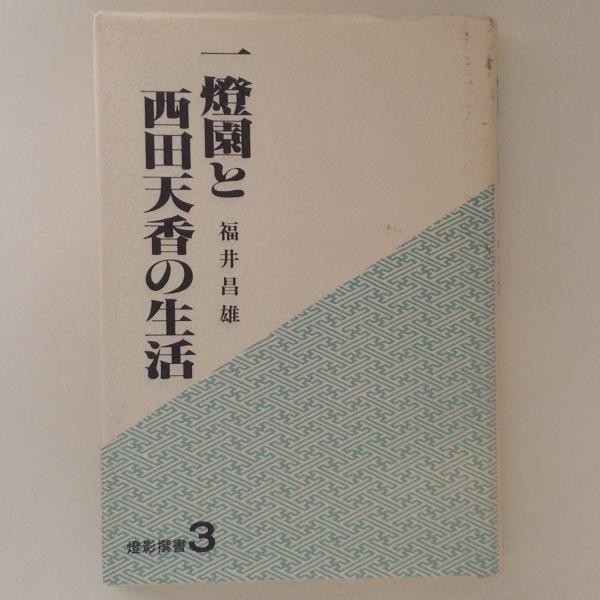 一燈園と
西田天香の生活
福井昌雄
燈影撰書3